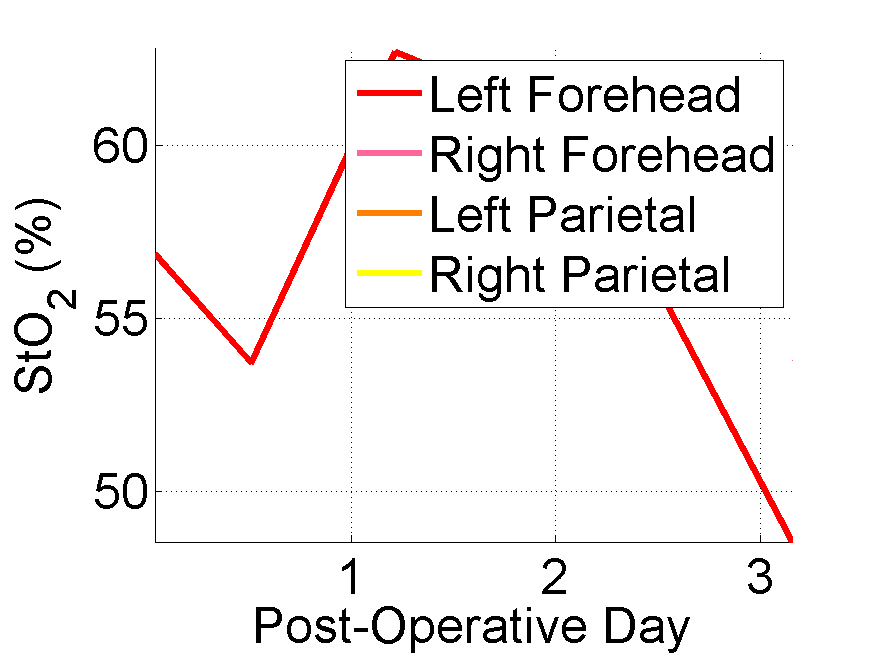 Left Forehead
Right Forehead
Left Parietal
Right Parietal
60
55
50
StO2 (%)
1 2 3
Post-Operative Day